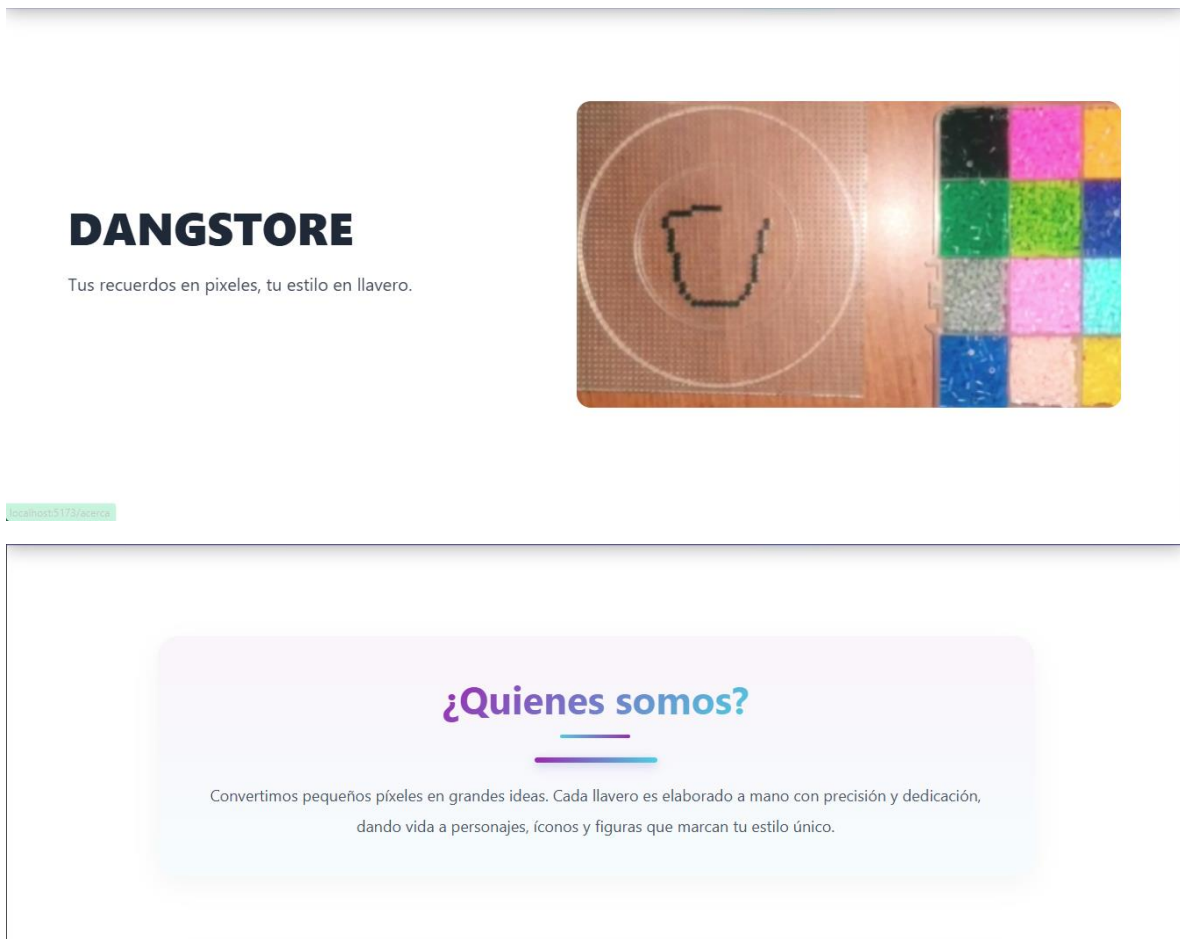 DANGSTORE
Tus recuerdos en pixeles, tu estilo en llavero.
localhost:5173/acerca
¿Quienes somos?
Convertimos pequeños píxeles en grandes ideas. Cada llavero es elaborado a mano con precisión y dedicación,
dando vida a personajes, íconos y figuras que marcan tu estilo único.